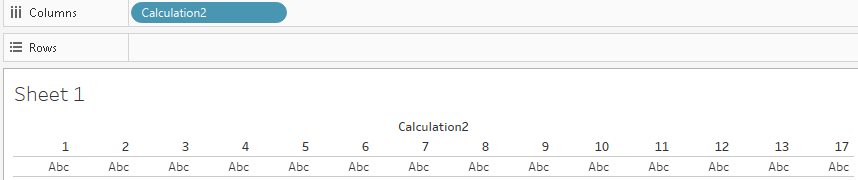 Columns Calculation2
Rows
Sheet 1
Calculation2
1 2 3 4 5 6 7 8 9 10 11 12 13 17
Abc Abc Abc Abc Abc Abc Abc Abc Abc Abc Abc Abc Abc Abc